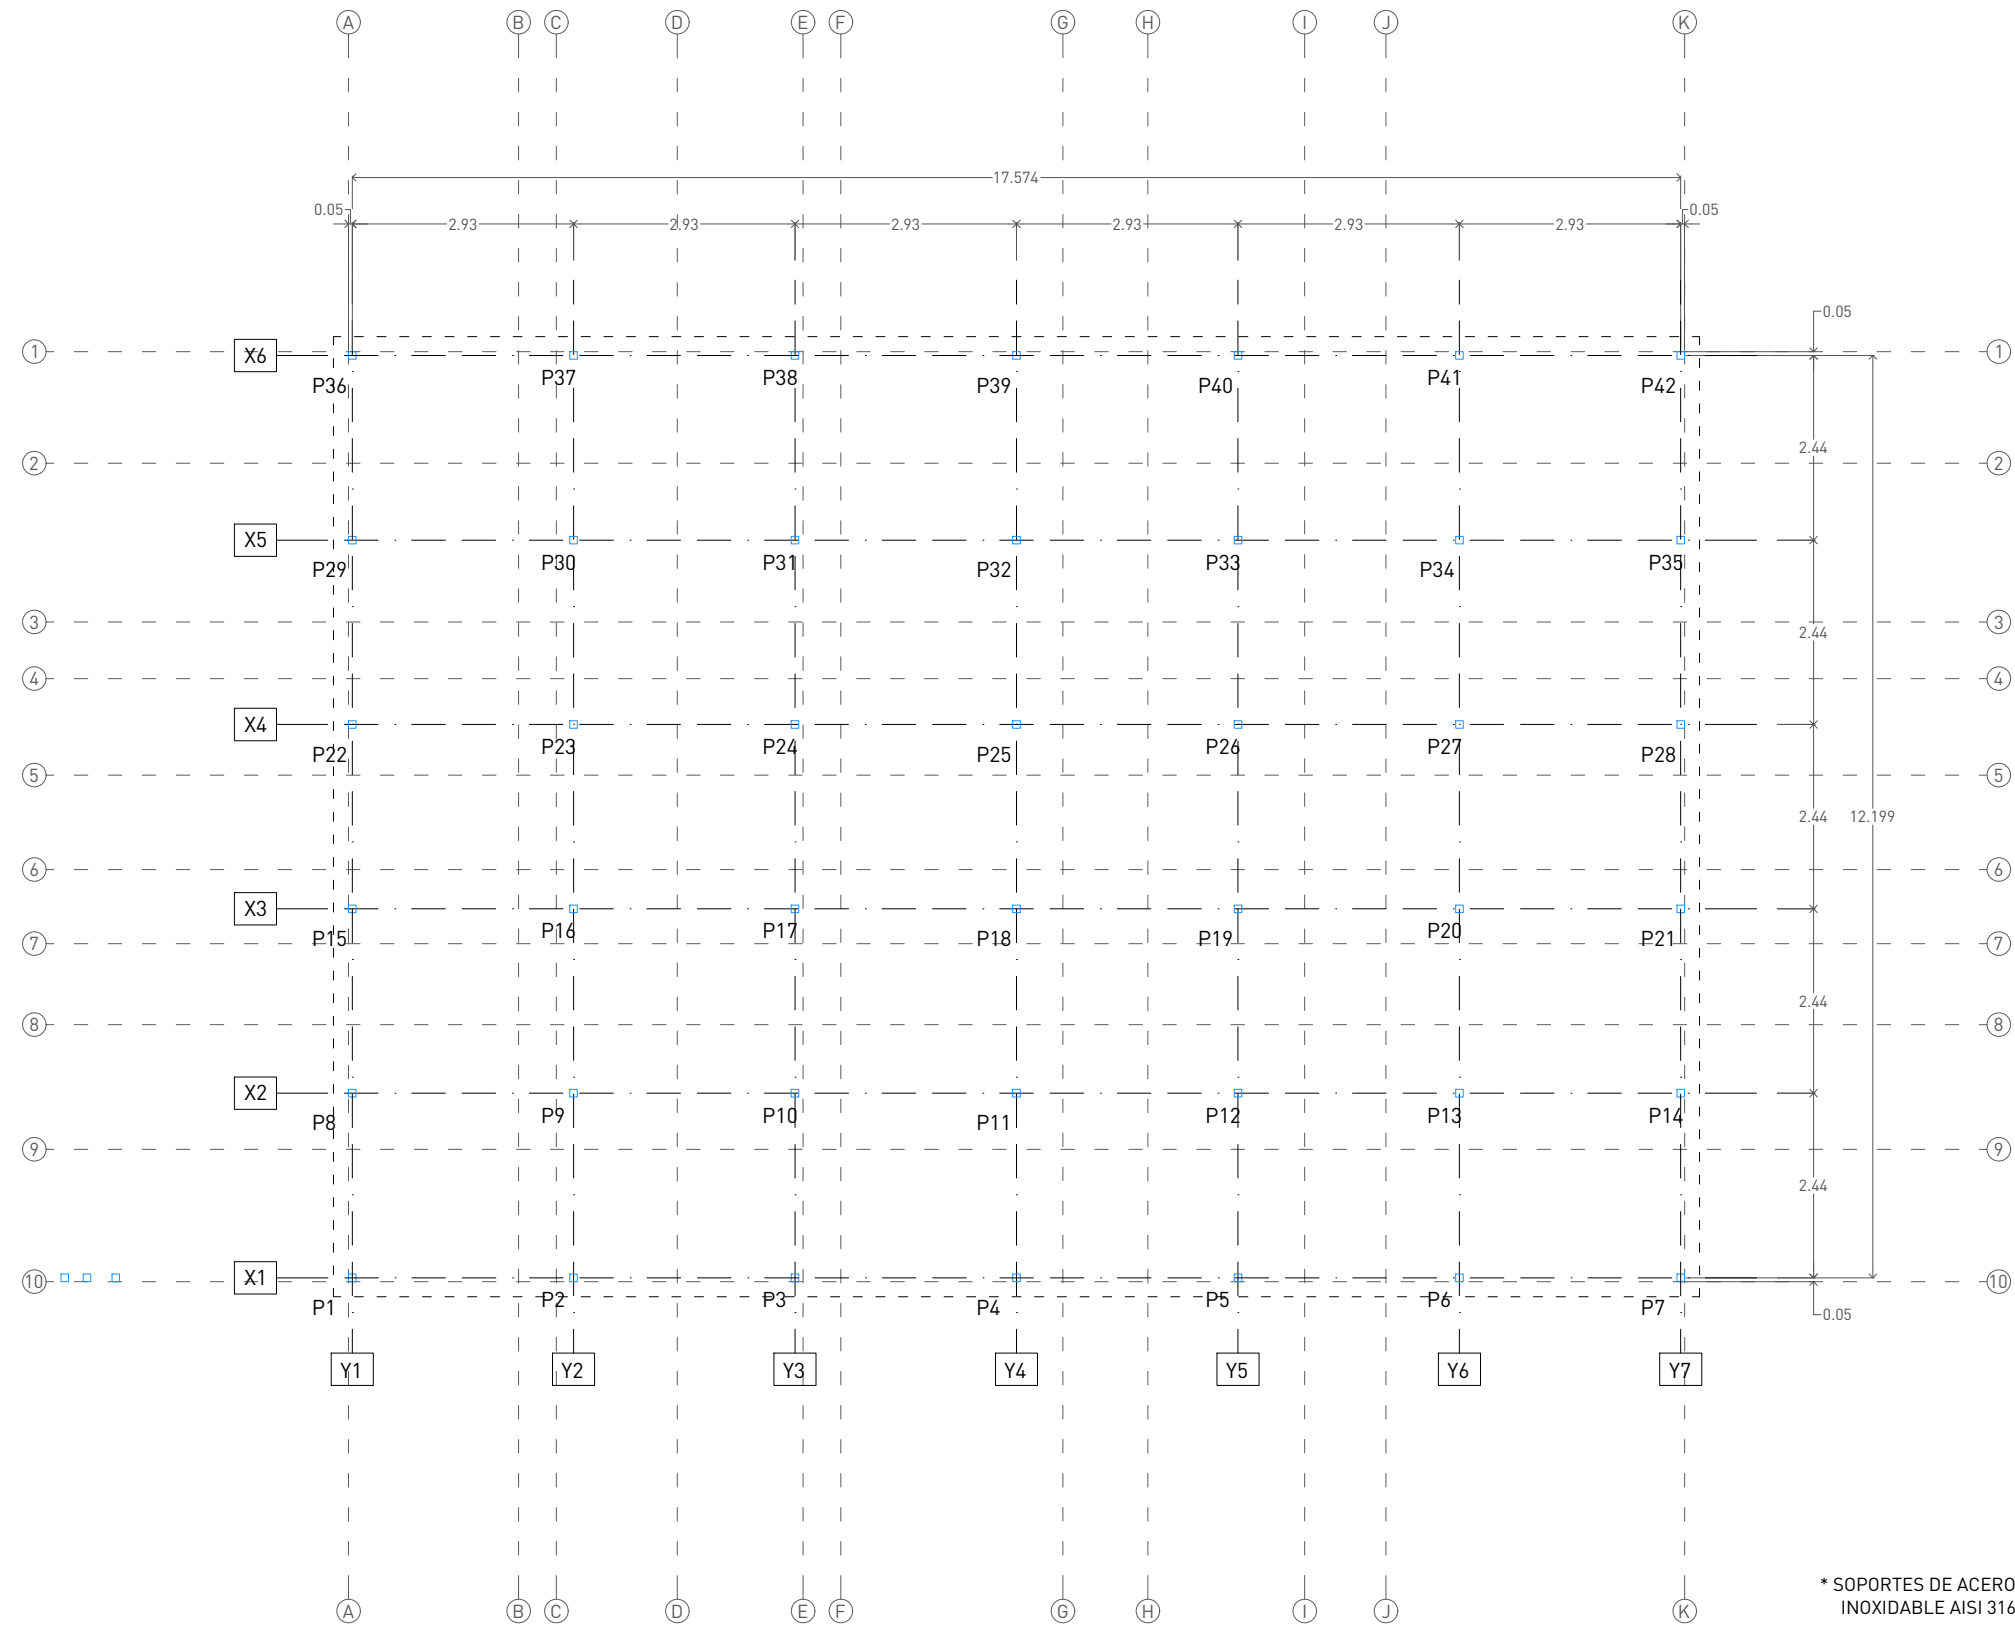 A B C D E F G H I J K
17.574
0.05 0.05
2.93 2.93 2.93 2.93 2.93 2.93
0.05
1 X6 1
P36 P37 P38 P39 P40 P41 P42
2.44
2 2
X5
P29 P30 P31 P32 P33 P34 P35
3 3
2.44
4 4
X4
P22 P23 P24 P25 P26 P27 P28
5 5
2.44 12.199
6 6
X3
P15 P16 P17 P18 P19 P20 P21
7 7
2.44
8 8
X2
P8 P9 P10 P11 P12 P13 P14
9 9
2.44
10 X1 10
P1 P2 P3 P4 P5 P6 P7
0.05
Y1 Y2 Y3 Y4 Y5 Y6 Y7
* SOPORTES DE ACERO
INOXIDABLE AISI 316
A B C D E F G H I J K